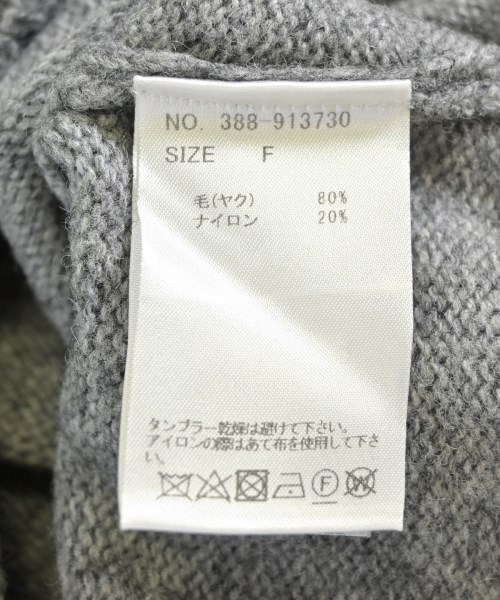 NO. 388-913730
SIZE F
毛(ヤク) 80%
ナイロン 20%
タンブラー乾燥は避けて下さい。
アイロンの際はあて布を使用して下さ
い。
F
W